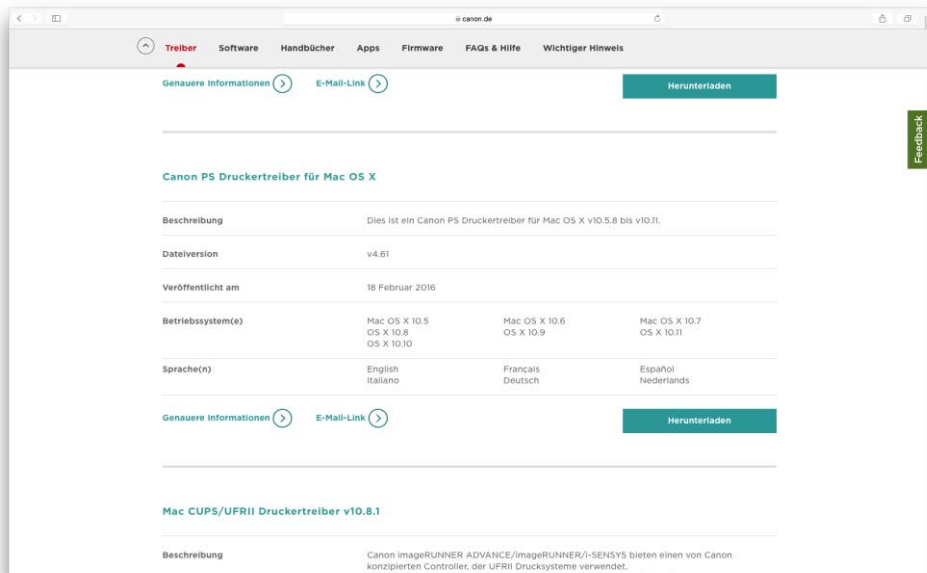 canon.de
Treiber Software Handbücher Apps Firmware FAQs & Hilfe Wichtiger Hinweis
Genauere Informationen E-Mail-Link Herunterladen
Feedback
Canon PS Druckertreiber für Mac OS X
Beschreibung Dies ist ein Canon PS Druckertreiber für Mac OS X v10.5.8 bis v10.11.
Dateiversion v4.61
Veröffentlicht am 18 Februar 2016
Betriebssystem(e) Mac OS X 10.5 Mac OS X 10.6 Mac OS X 10.7
OS X 10.8 OS X 10.9 OS X 10.11
OS X 10.10
Sprache(n) English Français Español
Italiano Deutsch Nederlands
Genauere Informationen E-Mail-Link Herunterladen
Mac CUPS/UFRII Druckertreiber v10.8.1
Beschreibung Canon imageRUNNER ADVANCE/imageRUNNER/i-SENSYS bieten einen von Canon
konzipierten Controller, der UFRII Drucksysteme verwendet.